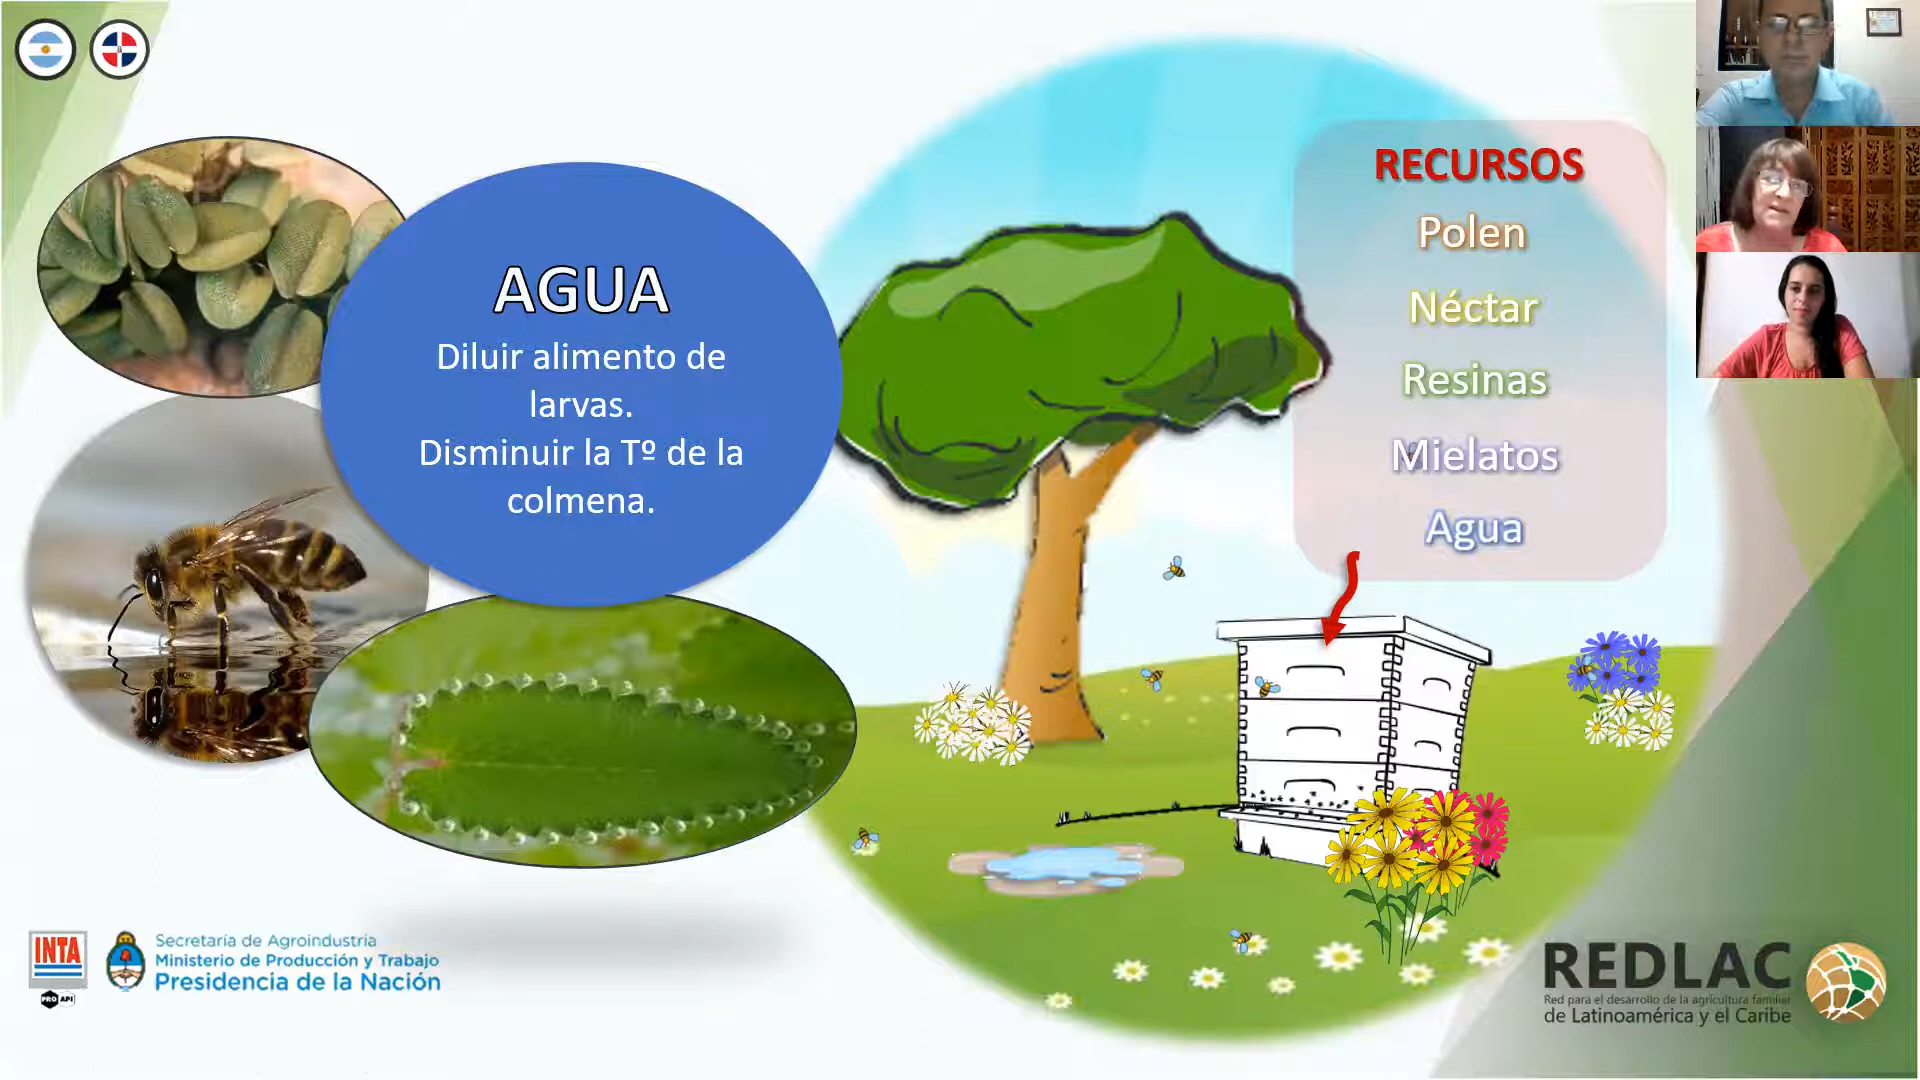 AGUA
Diluir alimento de
larvas.
Disminuir la Tº de la
colmena.
RECURSOS
Polen
Néctar
Resinas
Mielatos
Agua
INTA
PRO API
Secretaría de Agroindustria
Ministerio de Producción y Trabajo
Presidencia de la Nación
REDLAC
Red para el desarrollo de la agricultura familiar
de Latinoamérica y el Caribe